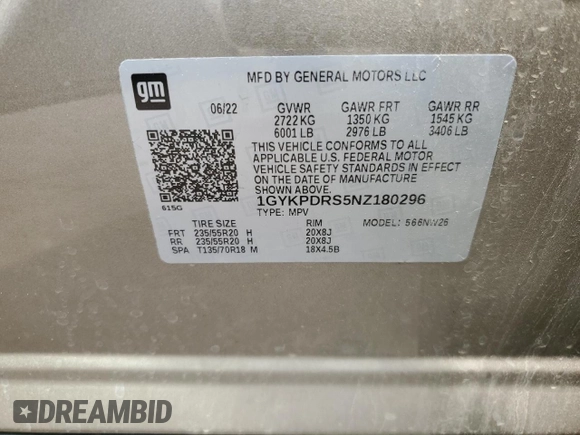 gm
MFD BY GENERAL MOTORS LLC
06/22 GVWR GAWR FRT GAWR RR
2722 KG 1350 KG 1545 KG
6001 LB 2976 LB 3406 LB
THIS VEHICLE CONFORMS TO ALL
APPLICABLE U.S. FEDERAL MOTOR
VEHICLE SAFETY STANDARDS IN EFFECT
ON THE DATE OF MANUFACTURE
SHOWN ABOVE.
1GYKPDRS5NZ180296
TYPE: MPV MODEL: 566NW26
615G
TIRE SIZE RIM
FRT 235/55R20 H 20X8J
RR 235/55R20 H 20X8J
SPA T135/70R18 M 18X4.5B
DREAMBID